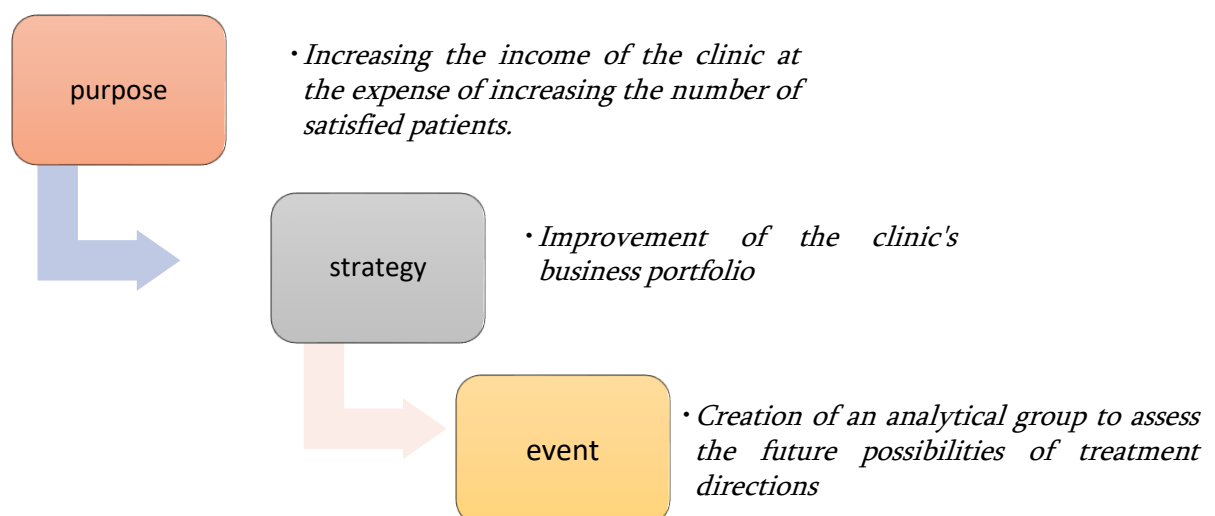 purpose
· Increasing the income of the clinic at
the expense of increasing the number of
satisfied patients.
strategy
· Improvement of the clinic's
business portfolio
event
· Creation of an analytical group to assess
the future possibilities of treatment
directions